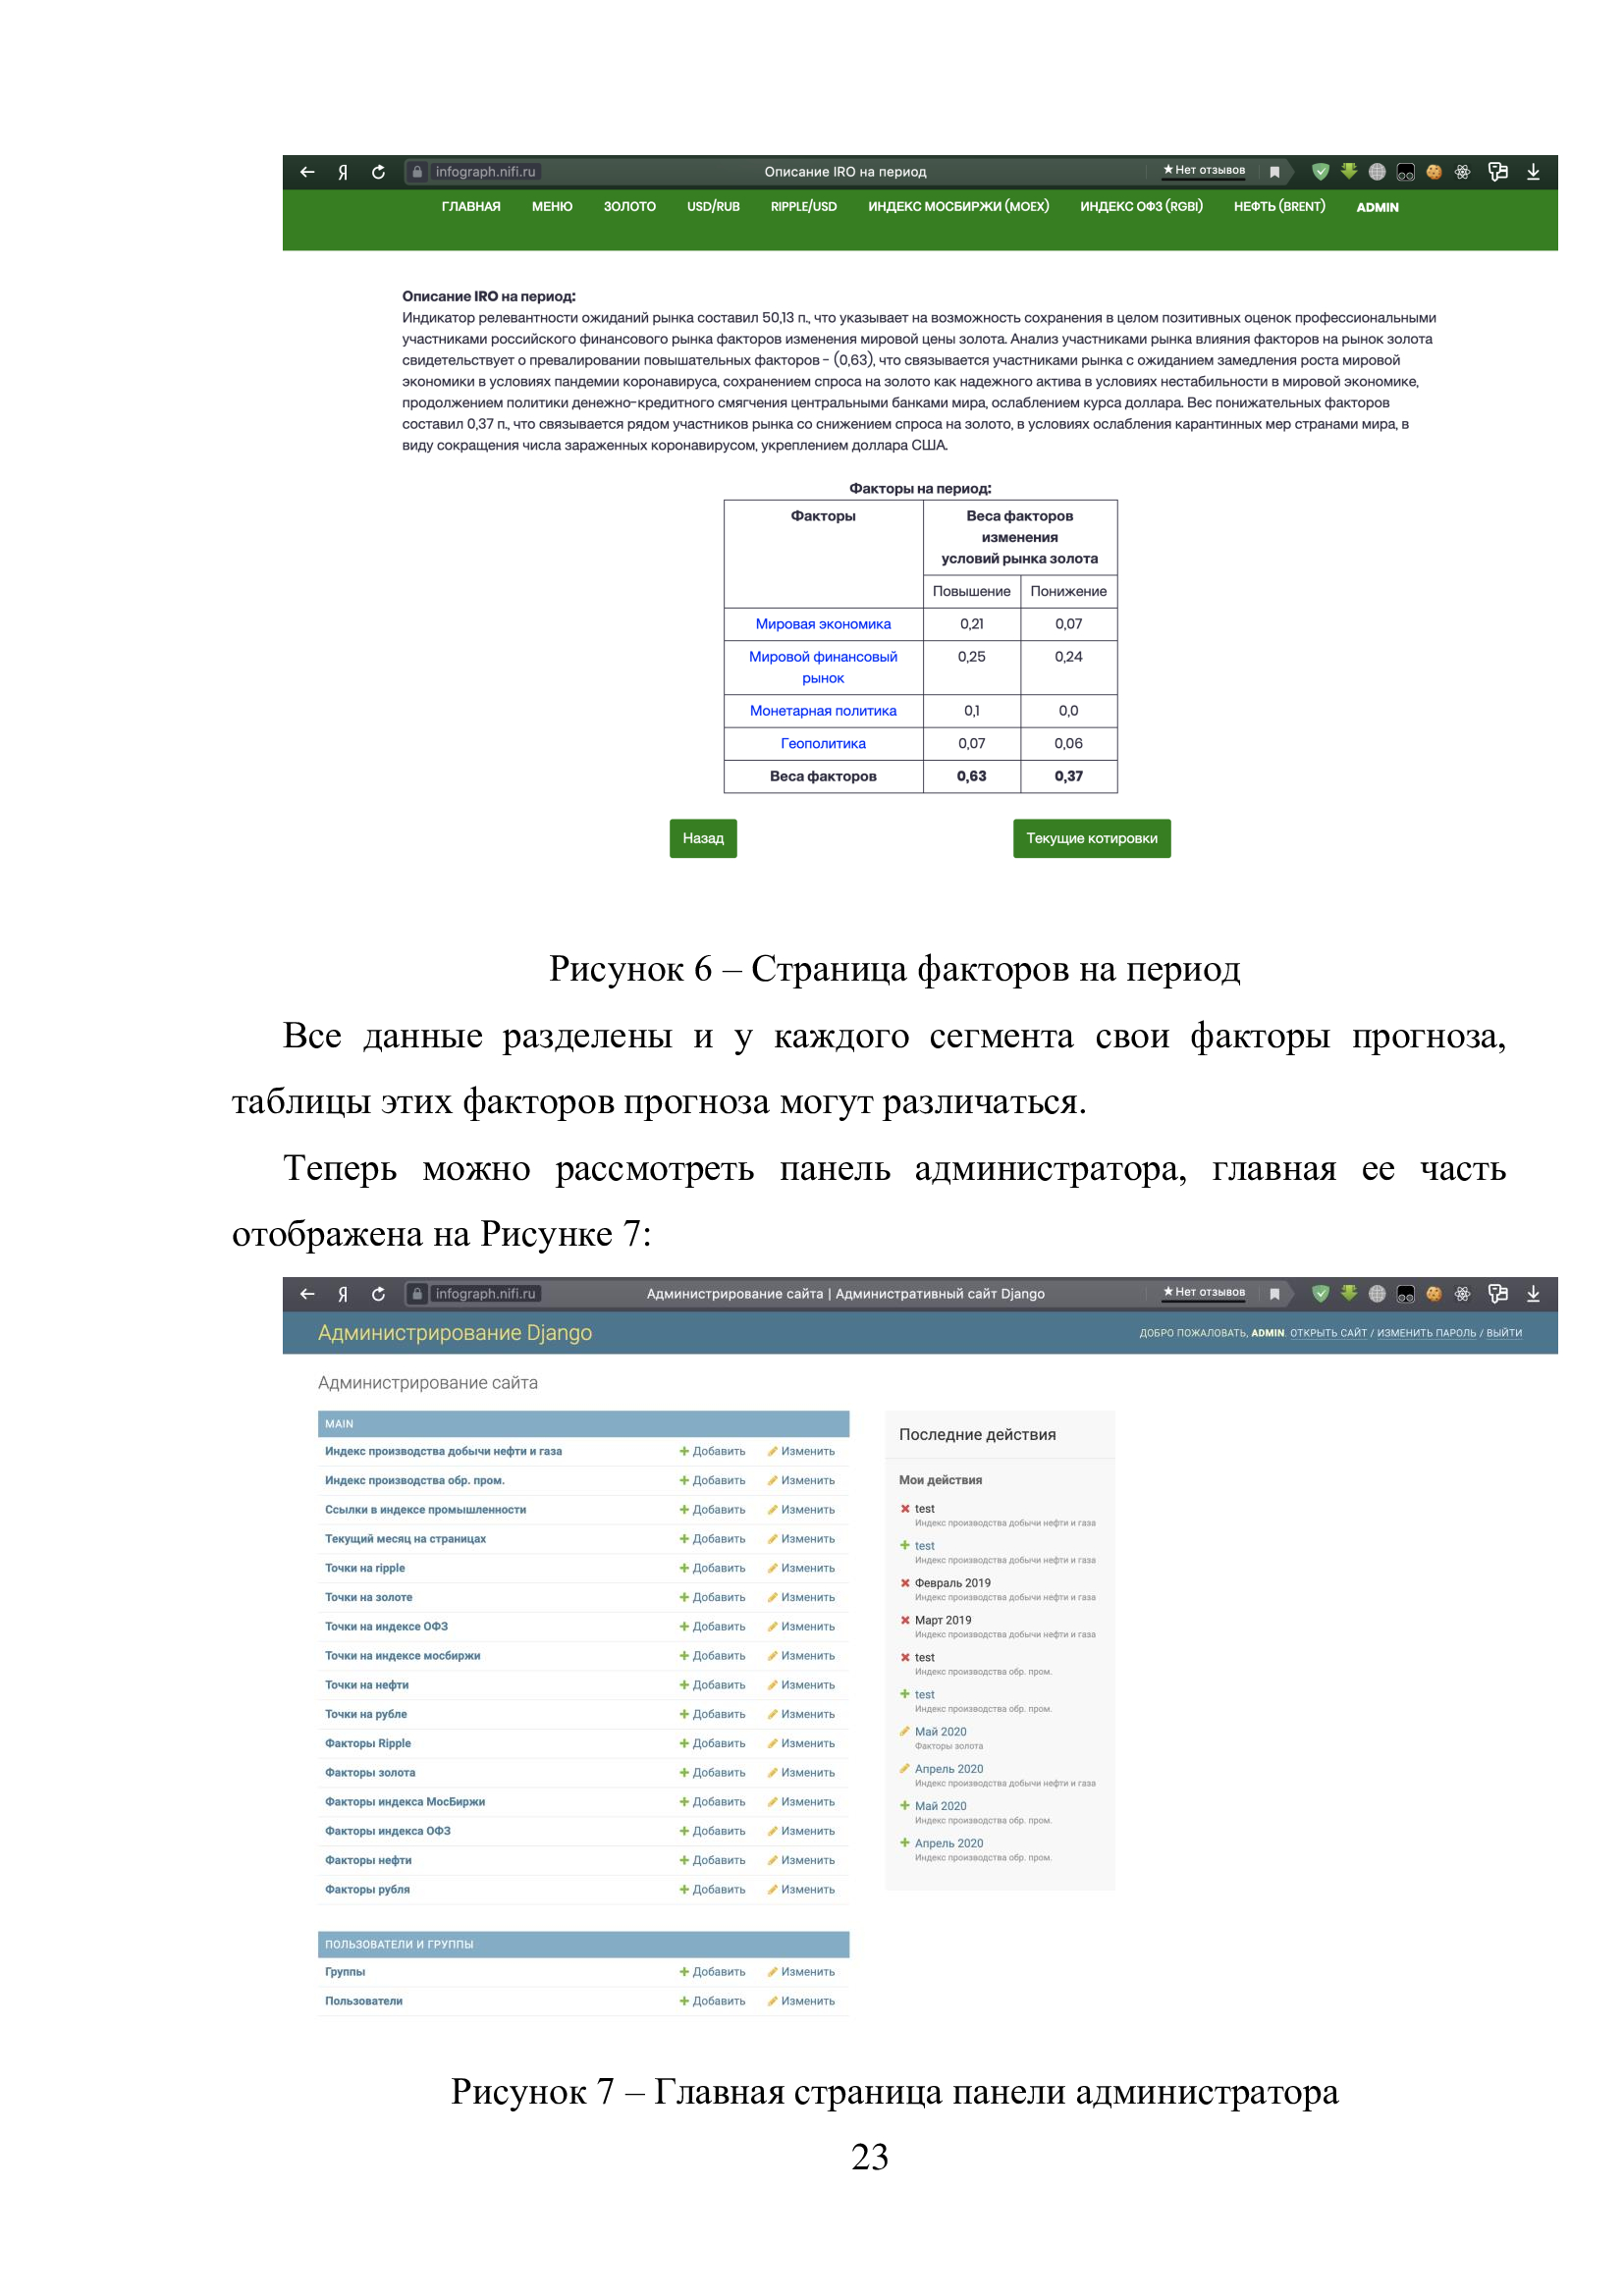 infograph.nifi.ru Описание IRO на период ★Нет отзывов
ГЛАВНАЯ МЕНЮ ЗОЛОТО USD/RUB RIPPLE/USD ИНДЕКС МОСБИРЖИ (MOEX) ИНДЕКС ОФЗ (RGBI) НЕФТЬ (BRENT) ADMIN
Описание IRO на период:
Индикатор релевантности ожиданий рынка составил 50,13 п., что указывает на возможность сохранения в целом позитивных оценок профессиональными
участниками российского финансового рынка факторов изменения мировой цены золота. Анализ участниками рынка влияния факторов на рынок золота
свидетельствует о превалировании повышательных факторов - (0,63), что связывается участниками рынка с ожиданием замедления роста мировой
экономики в условиях пандемии коронавируса, сохранением спроса на золото как надежного актива в условиях нестабильности в мировой экономике,
продолжением политики денежно-кредитного смягчения центральными банками мира, ослаблением курса доллара. Вес понижательных факторов
составил 0,37 п., что связывается рядом участников рынка со снижением спроса на золото, в условиях ослабления карантинных мер странами мира, в
виду сокращения числа зараженных коронавирусом, укреплением доллара США.
Факторы на период:
Факторы Веса факторов
изменения
условий рынка золота
Повышение Понижение
Мировая экономика 0,21 0,07
Мировой финансовый 0,25 0,24
рынок
Монетарная политика 0,1 0,0
Геополитика 0,07 0,06
Веса факторов 0,63 0,37
Назад Текущие котировки
Рисунок 6 – Страница факторов на период
Все данные разделены и у каждого сегмента свои факторы прогноза,
таблицы этих факторов прогноза могут различаться.
Теперь можно рассмотреть панель администратора, главная ее часть
отображена на Рисунке 7:
infograph.nifi.ru Администрирование сайта | Административный сайт Django ★Нет отзывов
Администрирование Django ДОБРО ПОЖАЛОВАТЬ, ADMIN. ОТКРЫТЬ САЙТ / ИЗМЕНИТЬ ПАРОЛЬ / ВЫЙТИ
Администрирование сайта
MAIN
Индекс производства добычи нефти и газа Добавить Изменить
Индекс производства обр. пром. Добавить Изменить
Ссылки в индексе промышленности Добавить Изменить
Текущий месяц на страницах Добавить Изменить
Точки на ripple Добавить Изменить
Точки на золоте Добавить Изменить
Точки на индексе ОФЗ Добавить Изменить
Точки на индексе мосбиржи Добавить Изменить
Точки на нефти Добавить Изменить
Точки на рубле Добавить Изменить
Факторы Ripple Добавить Изменить
Факторы золота Добавить Изменить
Факторы индекса МосБиржи Добавить Изменить
Факторы индекса ОФЗ Добавить Изменить
Факторы нефти Добавить Изменить
Факторы рубля Добавить Изменить
ПОЛЬЗОВАТЕЛИ И ГРУППЫ
Группы Добавить Изменить
Пользователи Добавить Изменить
Последние действия
Мои действия
test
Индекс производства добычи нефти и газа
test
Индекс производства добычи нефти и газа
Февраль 2019
Индекс производства добычи нефти и газа
Март 2019
Индекс производства добычи нефти и газа
test
Индекс производства обр. пром.
test
Индекс производства обр. пром.
Май 2020
Факторы золота
Апрель 2020
Индекс производства добычи нефти и газа
Май 2020
Индекс производства обр. пром.
Апрель 2020
Индекс производства обр. пром.
Рисунок 7 – Главная страница панели администратора
23